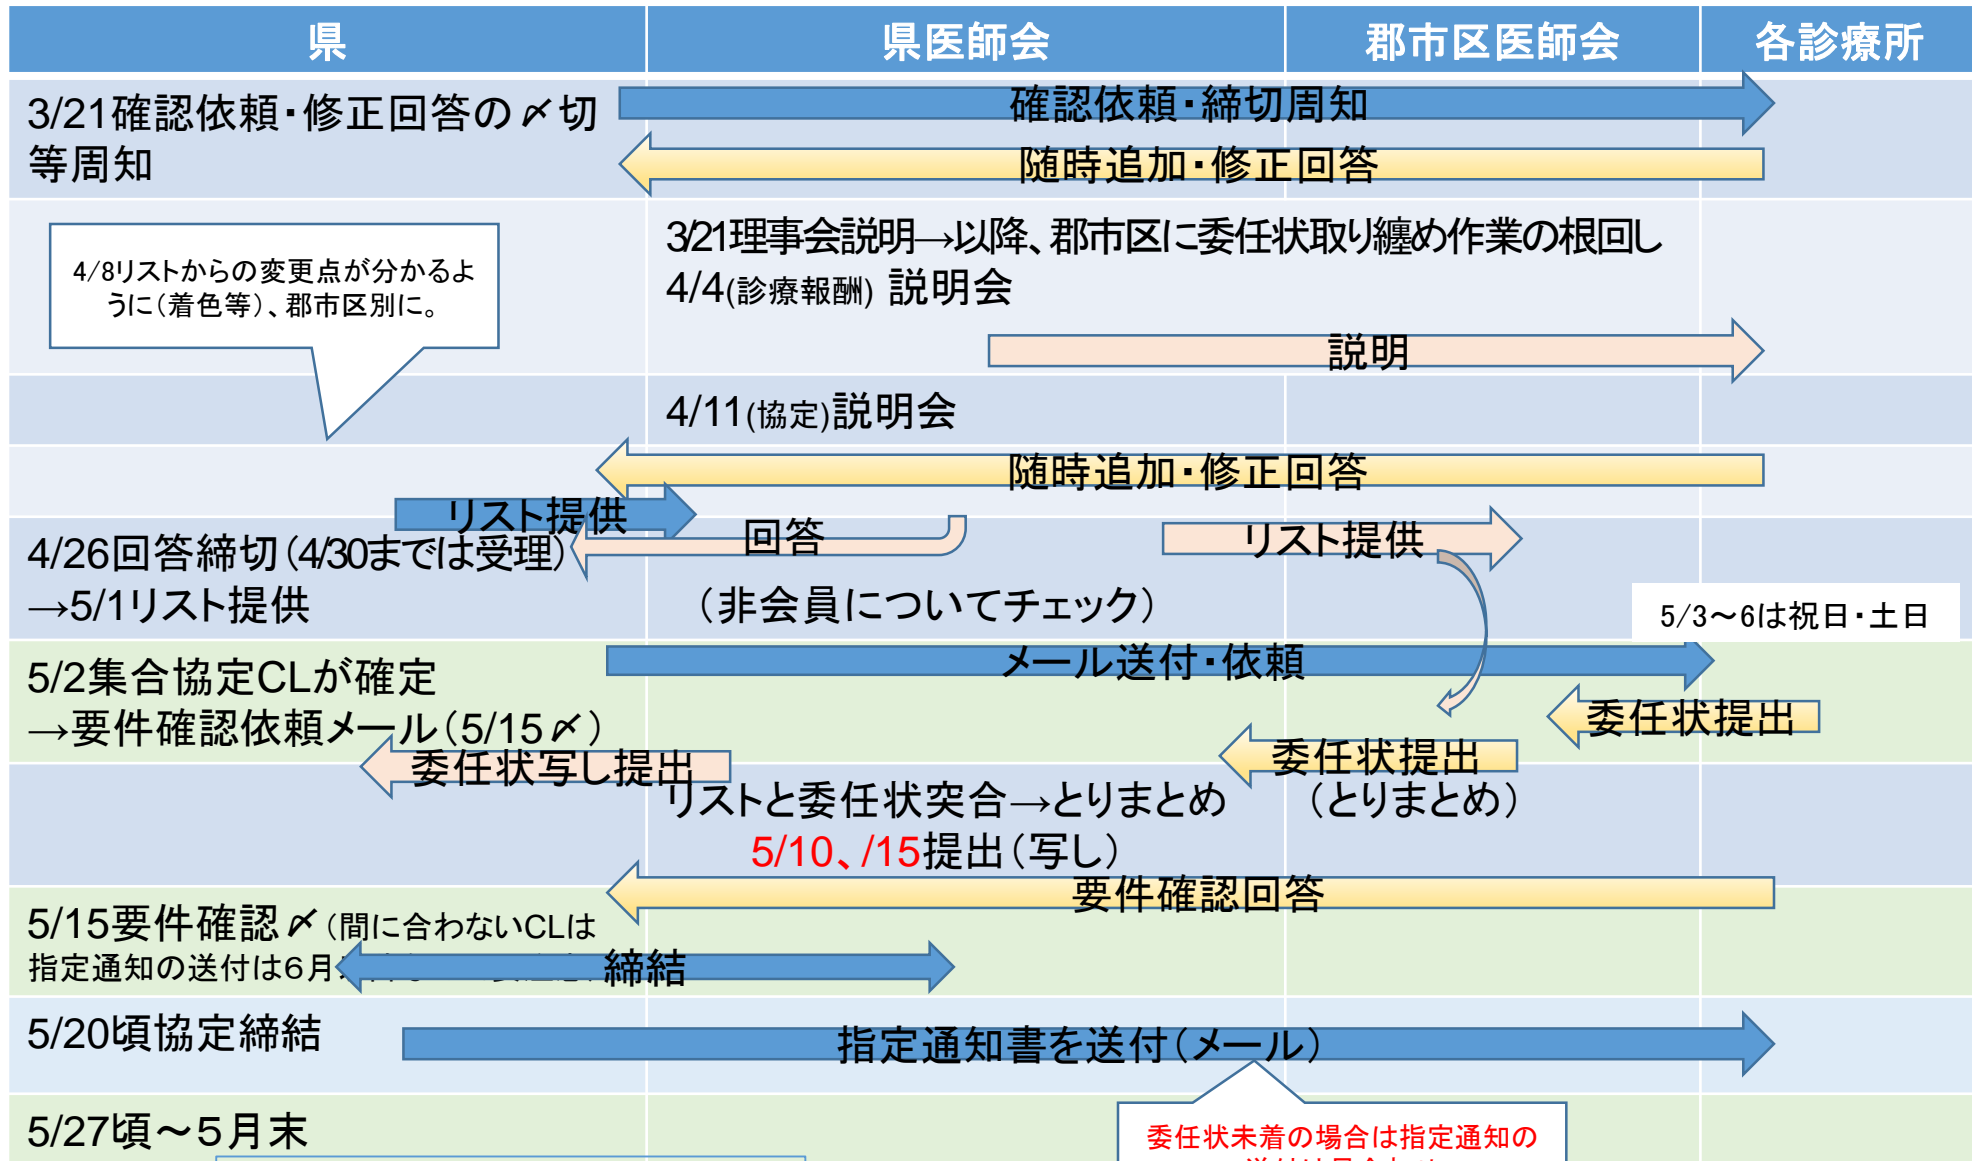 県
県医師会
郡市区医師会
各診療所
3/21確認依頼・修正回答の〆切
等周知
確認依頼・締切周知
随時追加・修正回答
4/8リストからの変更点が分かるよ
うに(着色等)、郡市区別に。
3/21理事会説明→以降、郡市区に委任状取り纏め作業の根回し
4/4(診療報酬) 説明会
説明
4/11(協定)説明会
随時追加・修正回答
リスト提供
回答
リスト提供
4/26回答締切(4/30までは受理)
→5/1リスト提供
(非会員についてチェック)
5/3〜6は祝日・土日
5/2集合協定CLが確定
→要件確認依頼メール(5/15〆)
メール送付・依頼
委任状提出
委任状提出
(とりまとめ)
委任状写し提出
リストと委任状突合→とりまとめ
5/10、/15提出(写し)
要件確認回答
5/15要件確認〆(間に合わないCLは
指定通知の送付は6月
締結
5/20頃協定締結
指定通知書を送付(メール)
5/27頃〜5月末
委任状未着の場合は指定通知の